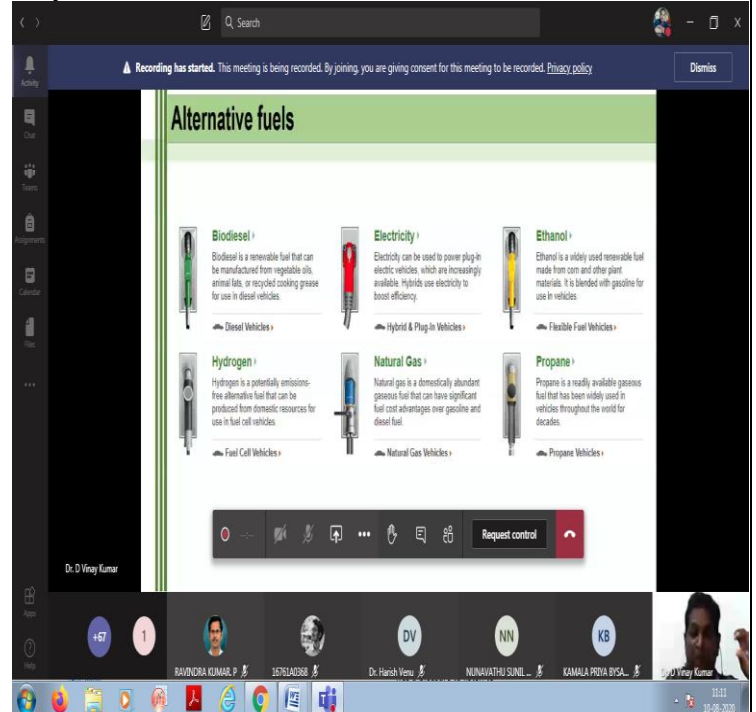 Search
Recording has started. This meeting is being recorded. By joining, you are giving consent for this meeting to be recorded. Privacy policy
Dismiss
Activity
Chat
Teams
Assignments
Calendar
Files
Apps
Help
Alternative fuels
Biodiesel
Biodiesel is a renewable fuel that can
be manufactured from vegetable oils,
animal fats, or recycled cooking grease
for use in diesel vehicles.
Diesel Vehicles
Electricity
Electricity can be used to power plug-in
electric vehicles, which are increasingly
available. Hybrids use electricity to
boost efficiency.
Hybrid & Plug-In Vehicles
Ethanol
Ethanol is a widely used renewable fuel
made from corn and other plant
materials. It is blended with gasoline for
use in vehicles.
Flexible Fuel Vehicles
Hydrogen
Hydrogen is a potentially emissions-
free alternative fuel that can be
produced from domestic resources for
use in fuel cell vehicles.
Fuel Cell Vehicles
Natural Gas
Natural gas is a domestically abundant
gaseous fuel that can have significant
fuel cost advantages over gasoline and
diesel fuel.
Natural Gas Vehicles
Propane
Propane is a readily available gaseous
fuel that has been widely used in
vehicles throughout the world for
decades.
Propane Vehicles
--:--
Request control
Dr. D Vinay Kumar
+67
1
DV
NN
KB
RAVINDRA KUMAR. P
16761A0368
Dr. Harish Venu
NUNAVATHU SUNIL ...
KAMALA PRIYA BYSA...
D Vinay Kumar
11:11
10-08-2020